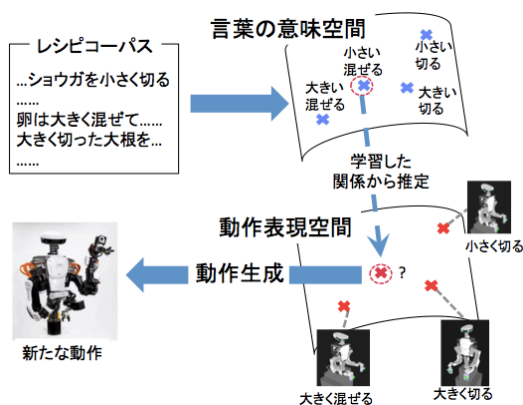 言葉の意味空間
レシピコーパス
…ショウガを小さく切る
……
卵は大きく混ぜて……
大きく切った大根を…
……
小さい
混ぜる
小さい
切る
大きい
混ぜる
大きい
切る
学習した
関係から推定
動作表現空間
小さく切る
?
動作生成
新たな動作
大きく混ぜる
大きく切る